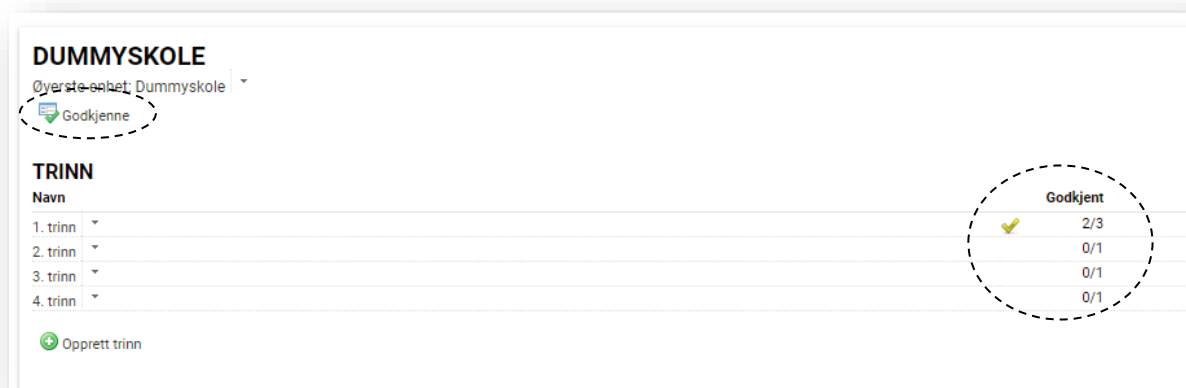 DUMMYSKOLE
Øverste enhet: Dummyskole
Godkjenne
TRINN
Navn Godkjent
1. trinn 2/3
2. trinn 0/1
3. trinn 0/1
4. trinn 0/1
Opprett trinn